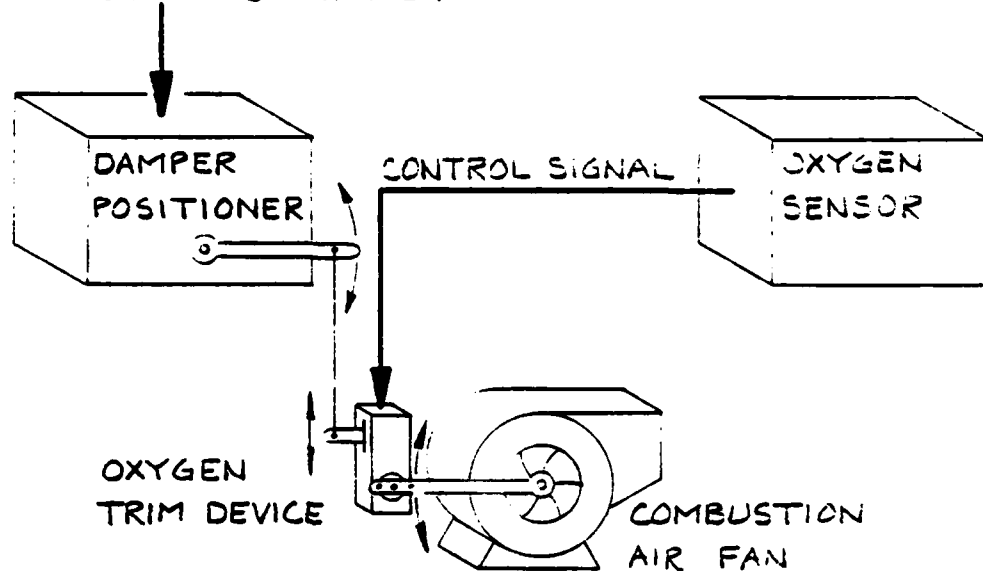 DAMPER
POSITIONER
CONTROL SIGNAL
OXYGEN
SENSOR
OXYGEN
TRIM DEVICE
COMBUSTION
AIR FAN